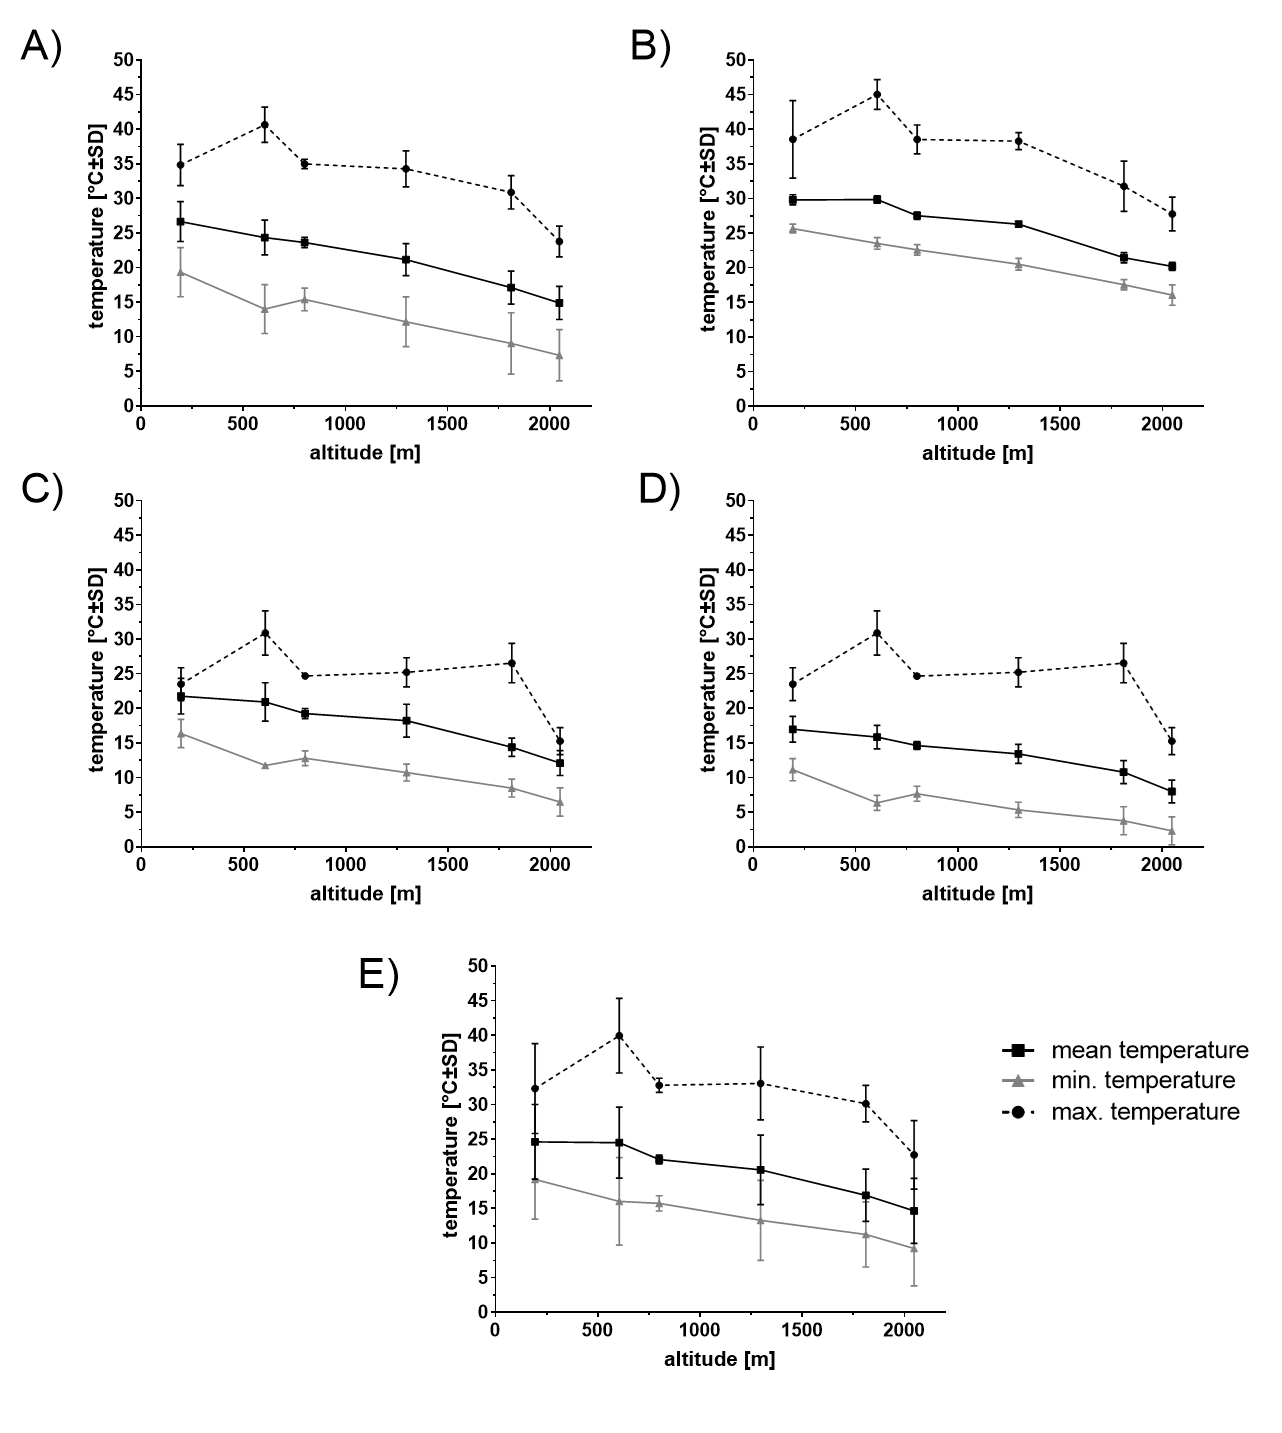 A)
B)
50
45
40
35
30
25
20
15
10
5
0
temperature [°C±SD]
0 500 1000 1500 2000
altitude [m]
50
45
40
35
30
25
20
15
10
5
0
temperature [°C±SD]
0 500 1000 1500 2000
altitude [m]
C)
D)
50
45
40
35
30
25
20
15
10
5
0
temperature [°C±SD]
0 500 1000 1500 2000
altitude [m]
50
45
40
35
30
25
20
15
10
5
0
temperature [°C±SD]
0 500 1000 1500 2000
altitude [m]
E)
50
45
40
35
30
25
20
15
10
5
0
temperature [°C±SD]
0 500 1000 1500 2000
altitude [m]
mean temperature
min. temperature
max. temperature